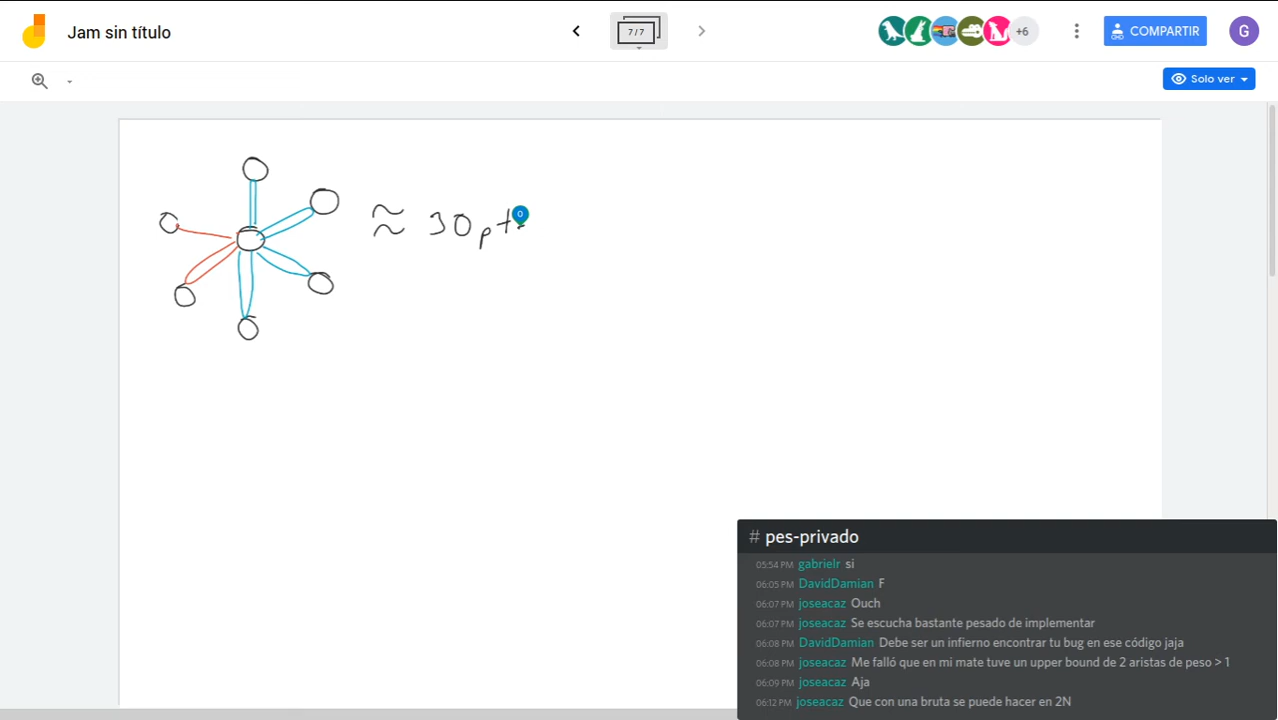 Jam sin título
7/7
+6
COMPARTIR
G
Solo ver
≈ 30 pt
# pes-privado
05:54 PM gabrielr si
06:05 PM DavidDamian F
06:07 PM joseacaz Ouch
06:07 PM joseacaz Se escucha bastante pesado de implementar
06:08 PM DavidDamian Debe ser un infierno encontrar tu bug en ese código jaja
06:08 PM joseacaz Me falló que en mi mate tuve un upper bound de 2 aristas de peso > 1
06:09 PM joseacaz Aja
06:12 PM joseacaz Que con una bruta se puede hacer en 2N